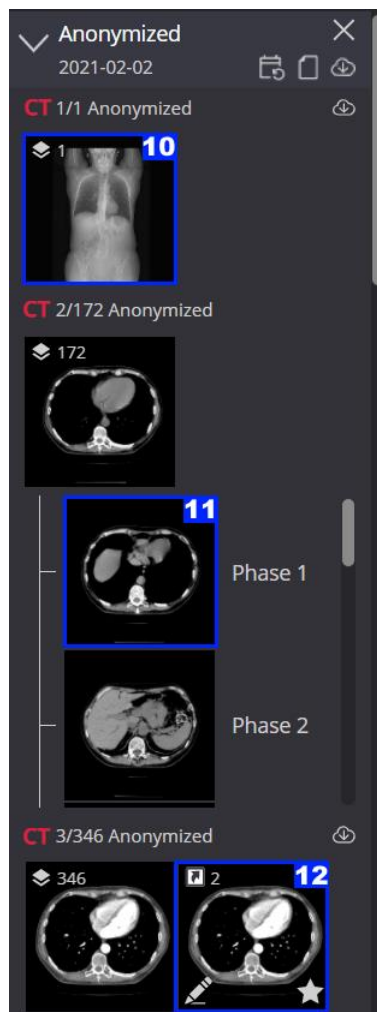 Anonymized
2021-02-02
CT 1/1 Anonymized
1
10
CT 2/172 Anonymized
172
11
Phase 1
Phase 2
CT 3/346 Anonymized
346
2
12